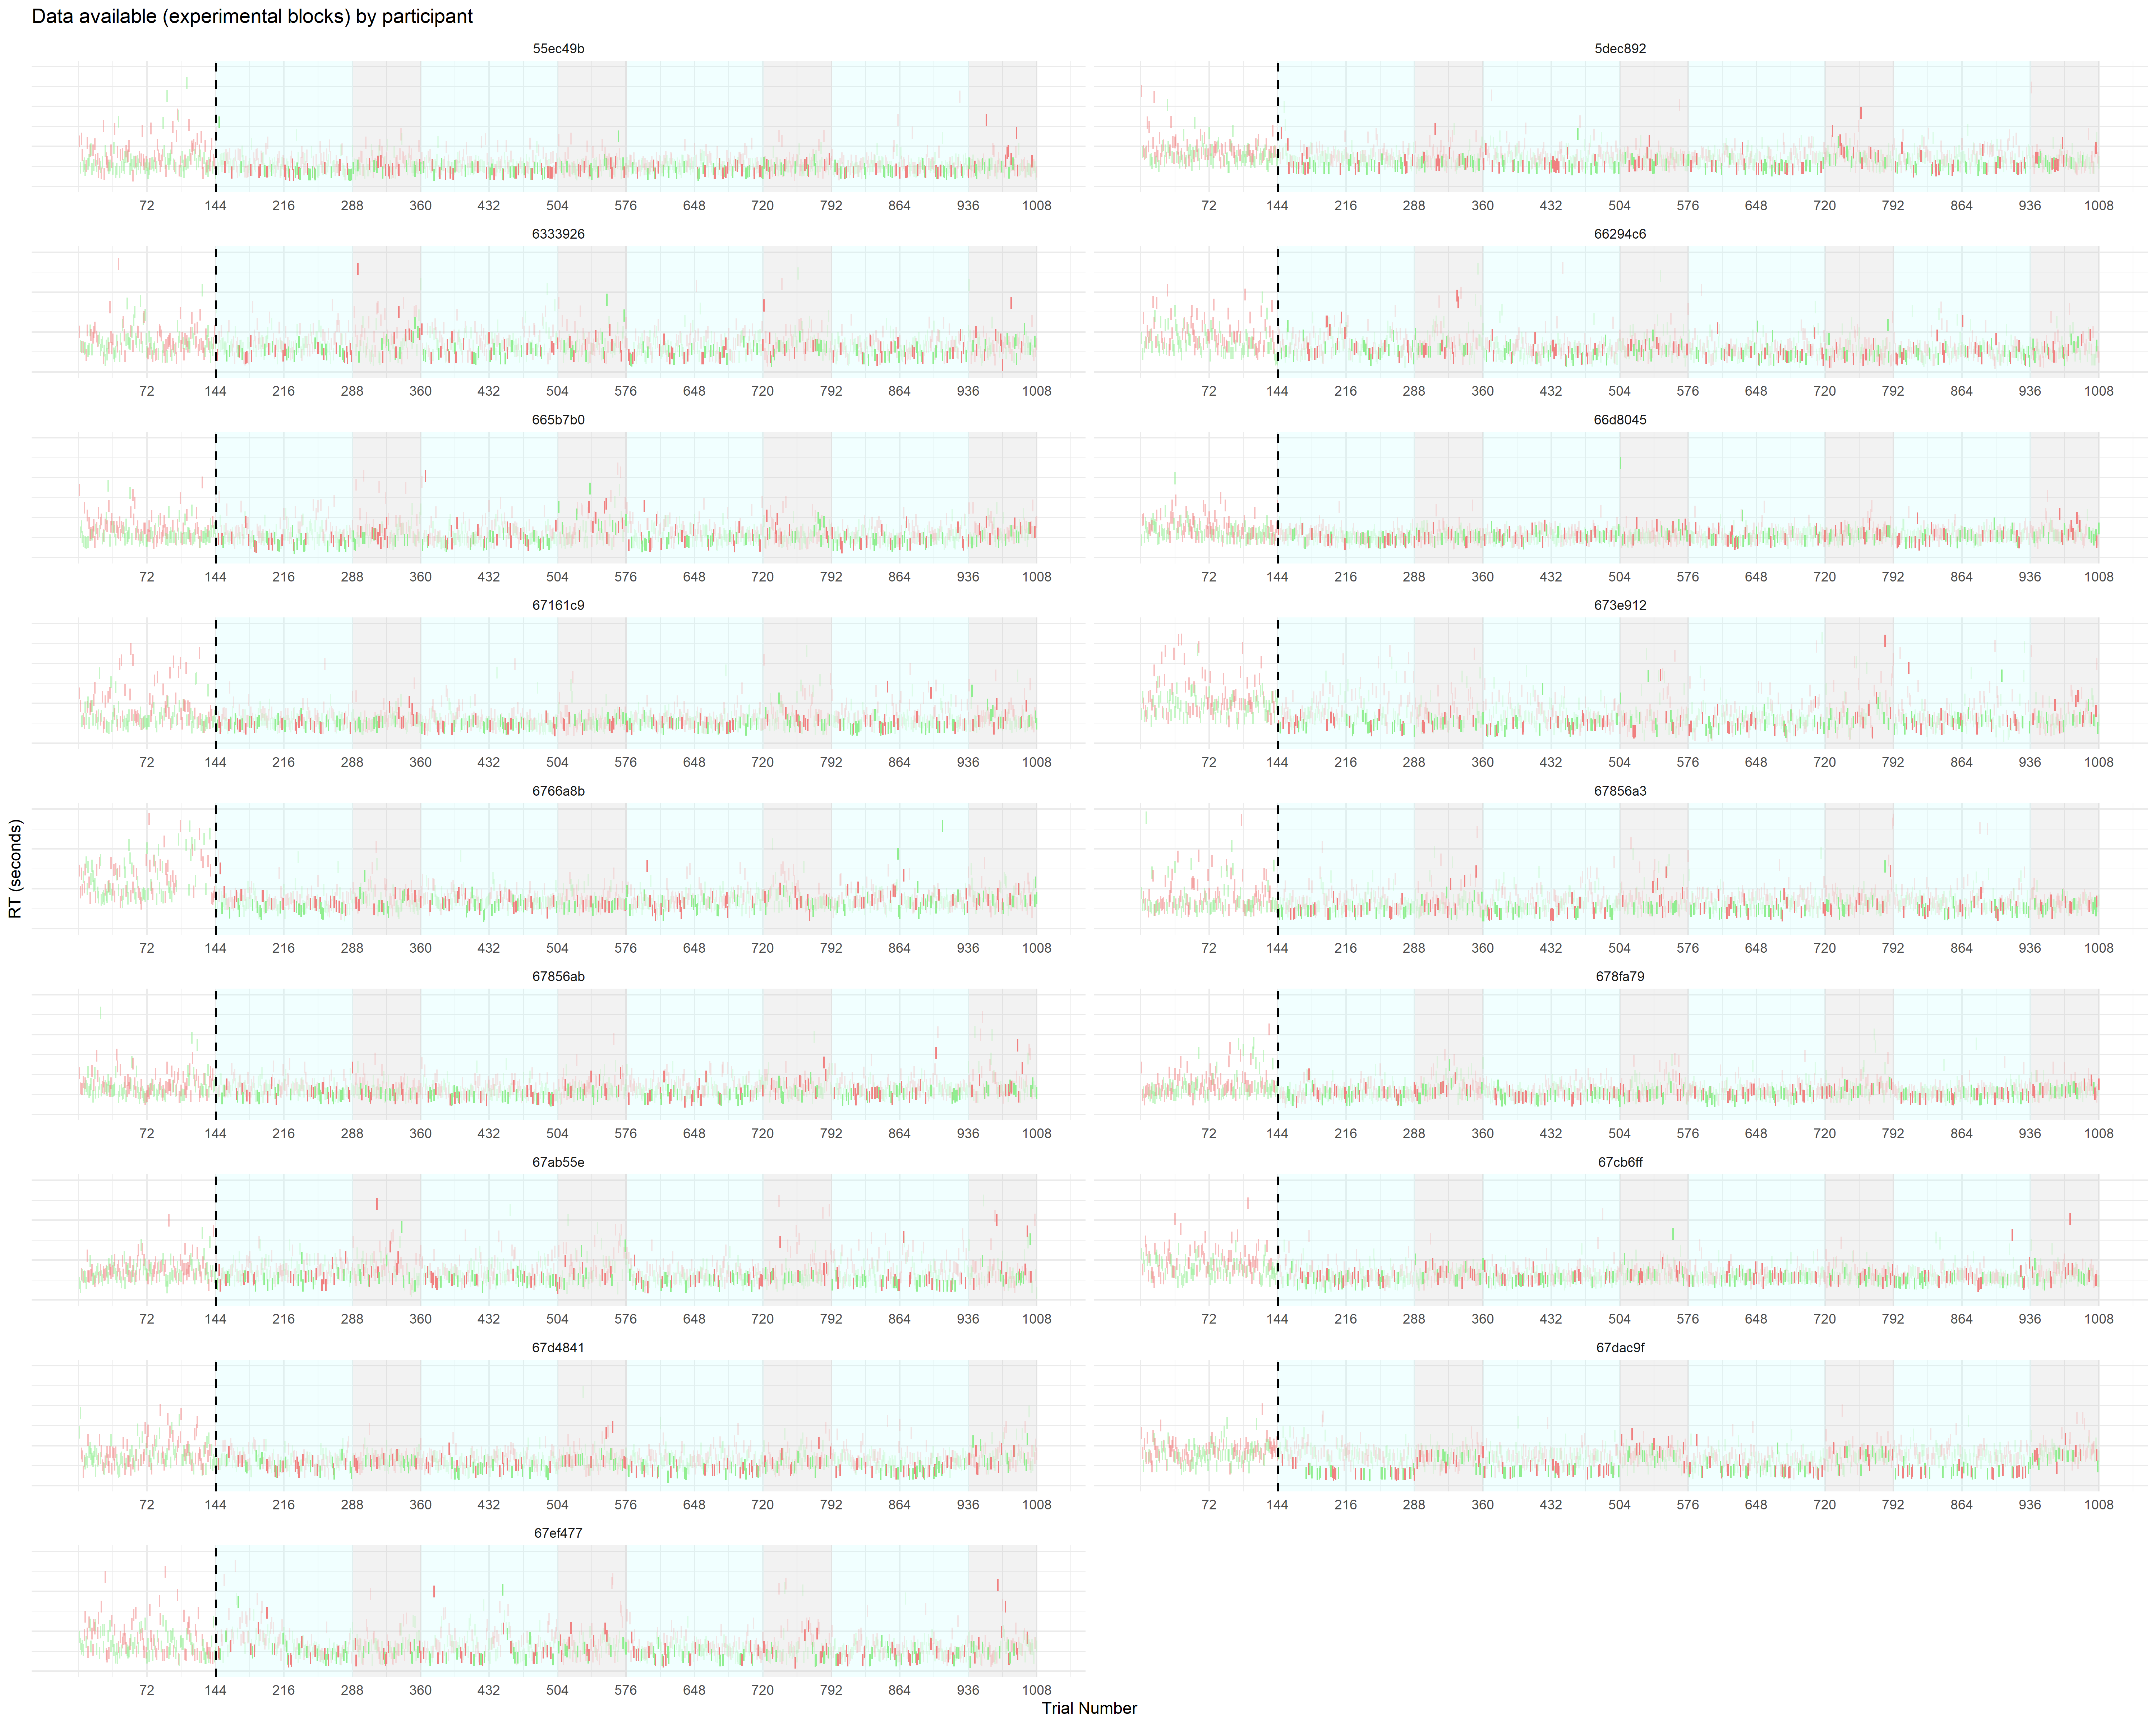 Data available (experimental blocks) by participant
55ec49b
5dec892
72 144 216 288 360 432 504 576 648 720 792 864 936 1008
72 144 216 288 360 432 504 576 648 720 792 864 936 1008
6333926
66294c6
72 144 216 288 360 432 504 576 648 720 792 864 936 1008
72 144 216 288 360 432 504 576 648 720 792 864 936 1008
665b7b0
66d8045
72 144 216 288 360 432 504 576 648 720 792 864 936 1008
72 144 216 288 360 432 504 576 648 720 792 864 936 1008
67161c9
673e912
72 144 216 288 360 432 504 576 648 720 792 864 936 1008
72 144 216 288 360 432 504 576 648 720 792 864 936 1008
6766a8b
67856a3
72 144 216 288 360 432 504 576 648 720 792 864 936 1008
72 144 216 288 360 432 504 576 648 720 792 864 936 1008
67856ab
678fa79
72 144 216 288 360 432 504 576 648 720 792 864 936 1008
72 144 216 288 360 432 504 576 648 720 792 864 936 1008
67ab55e
67cb6ff
72 144 216 288 360 432 504 576 648 720 792 864 936 1008
72 144 216 288 360 432 504 576 648 720 792 864 936 1008
67d4841
67dac9f
72 144 216 288 360 432 504 576 648 720 792 864 936 1008
72 144 216 288 360 432 504 576 648 720 792 864 936 1008
67ef477
72 144 216 288 360 432 504 576 648 720 792 864 936 1008
Trial Number
RT (seconds)